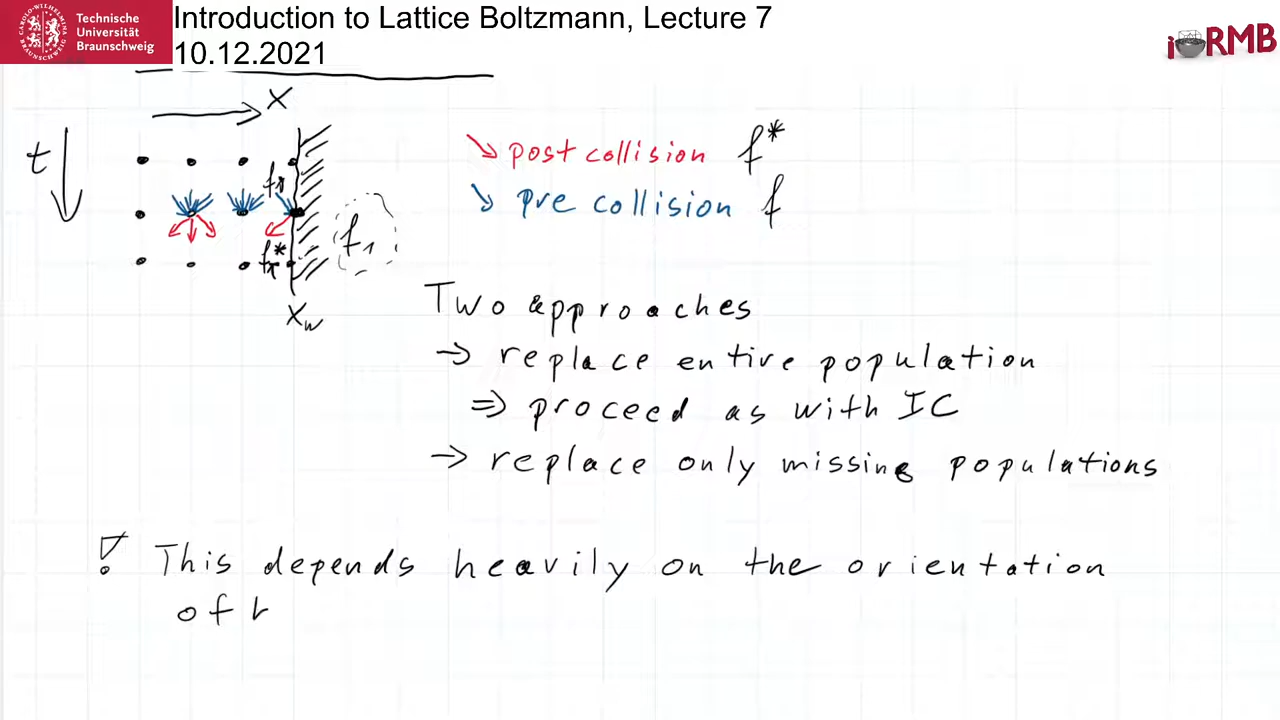 Technische
Universität
Braunschweig
Introduction to Lattice Boltzmann, Lecture 7
10.12.2021
iRMB
x
t
post collision f*
pre collision f
f₁
x_w
Two approaches
→ replace entire population
⇒ proceed as with IC
→ replace only missing populations
! This depends heavily on the orientation
of